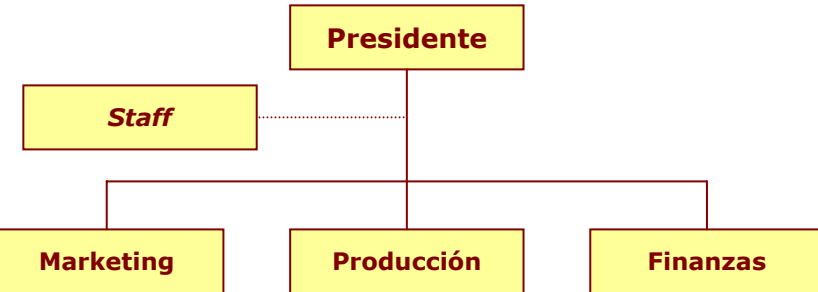 Presidente
Staff
Marketing
Producción
Finanzas